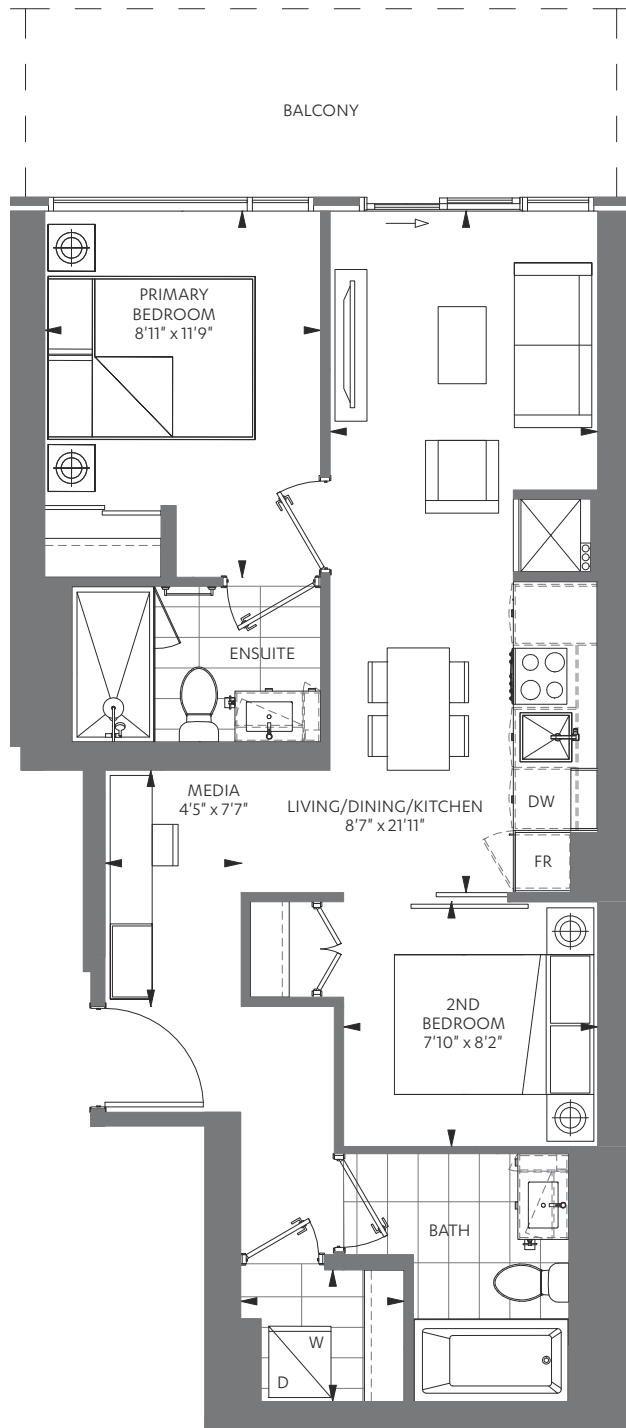 BALCONY
PRIMARY
BEDROOM
8'11" x 11'9"
ENSUITE
MEDIA
4'5" x 7'7"
LIVING/DINING/KITCHEN
8'7" x 21'11"
DW
FR
2ND
BEDROOM
7'10" x 8'2"
BATH
W
D